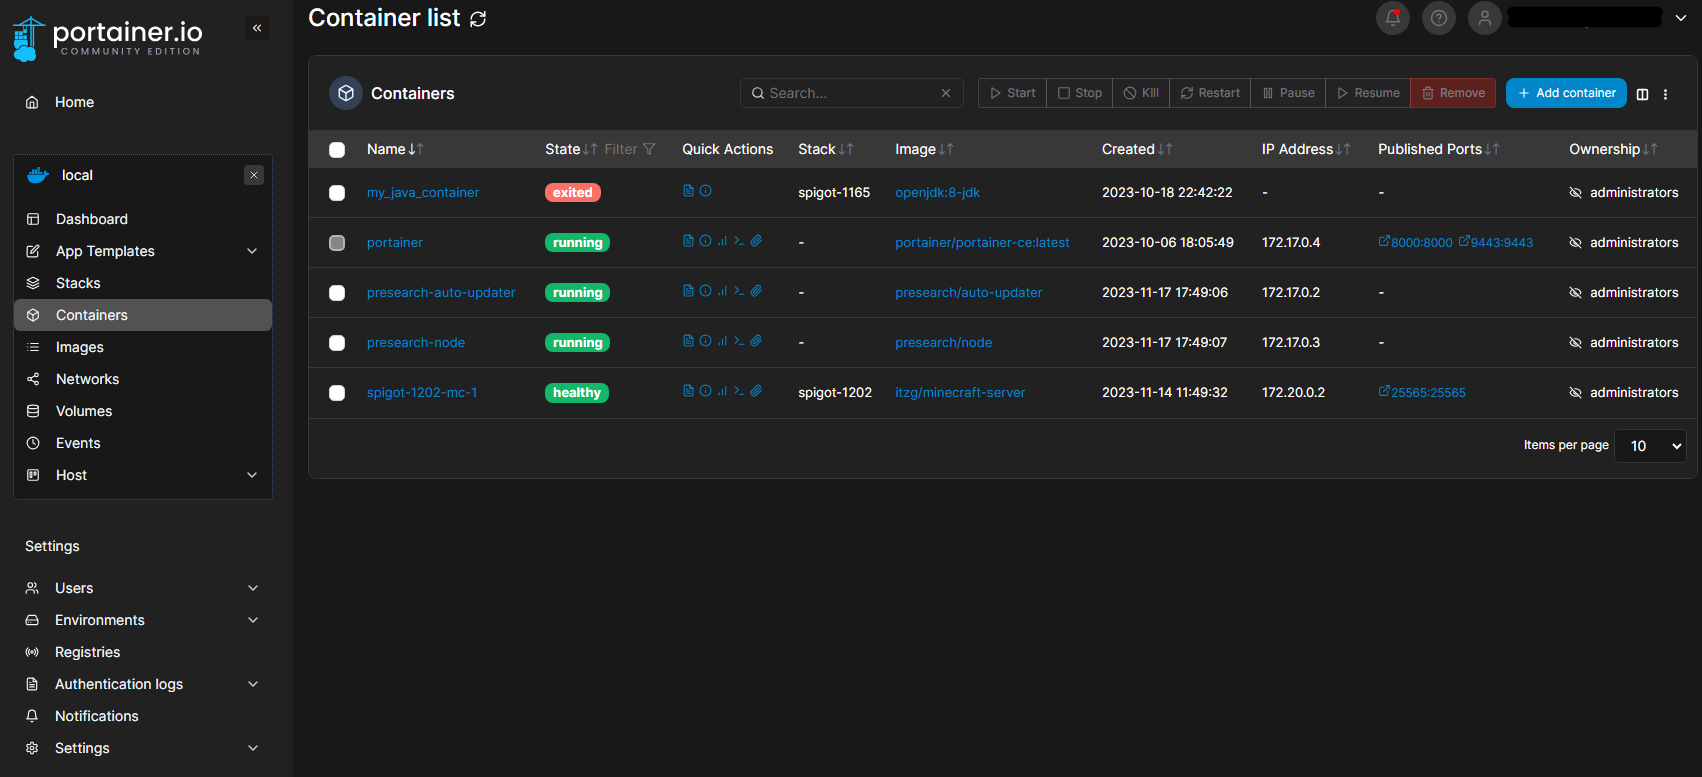 portainer.io
COMMUNITY EDITION
Home
local
Dashboard
App Templates
Stacks
Containers
Images
Networks
Volumes
Events
Host
Settings
Users
Environments
Registries
Authentication logs
Notifications
Settings
Container list
Containers
Search...
Start Stop Kill Restart Pause Resume Remove
Add container
Name State Filter Quick Actions Stack Image Created IP Address Published Ports Ownership
my_java_container exited spigot-1165 openjdk:8-jdk 2023-10-18 22:42:22 - - administrators
portainer running - portainer/portainer-ce:latest 2023-10-06 18:05:49 172.17.0.4 8000:8000 9443:9443 administrators
presearch-auto-updater running - presearch/auto-updater 2023-11-17 17:49:06 172.17.0.2 - administrators
presearch-node running - presearch/node 2023-11-17 17:49:07 172.17.0.3 - administrators
spigot-1202-mc-1 healthy spigot-1202 itzg/minecraft-server 2023-11-14 11:49:32 172.20.0.2 25565:25565 administrators
Items per page 10